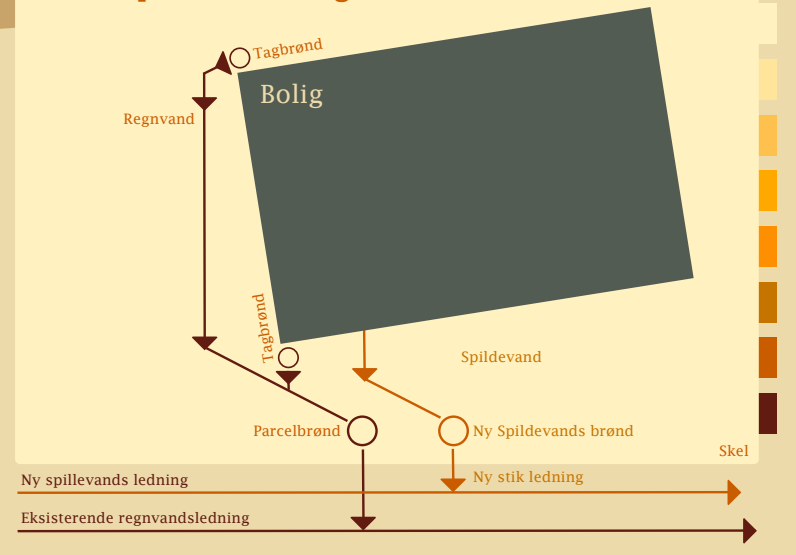 Tagbrønd
Bolig
Regnvand
Tagbrønd
Spildevand
Parcelbrønd
Ny Spildevands brønd
Skel
Ny stik ledning
Ny spillevands ledning
Eksisterende regnvandsledning